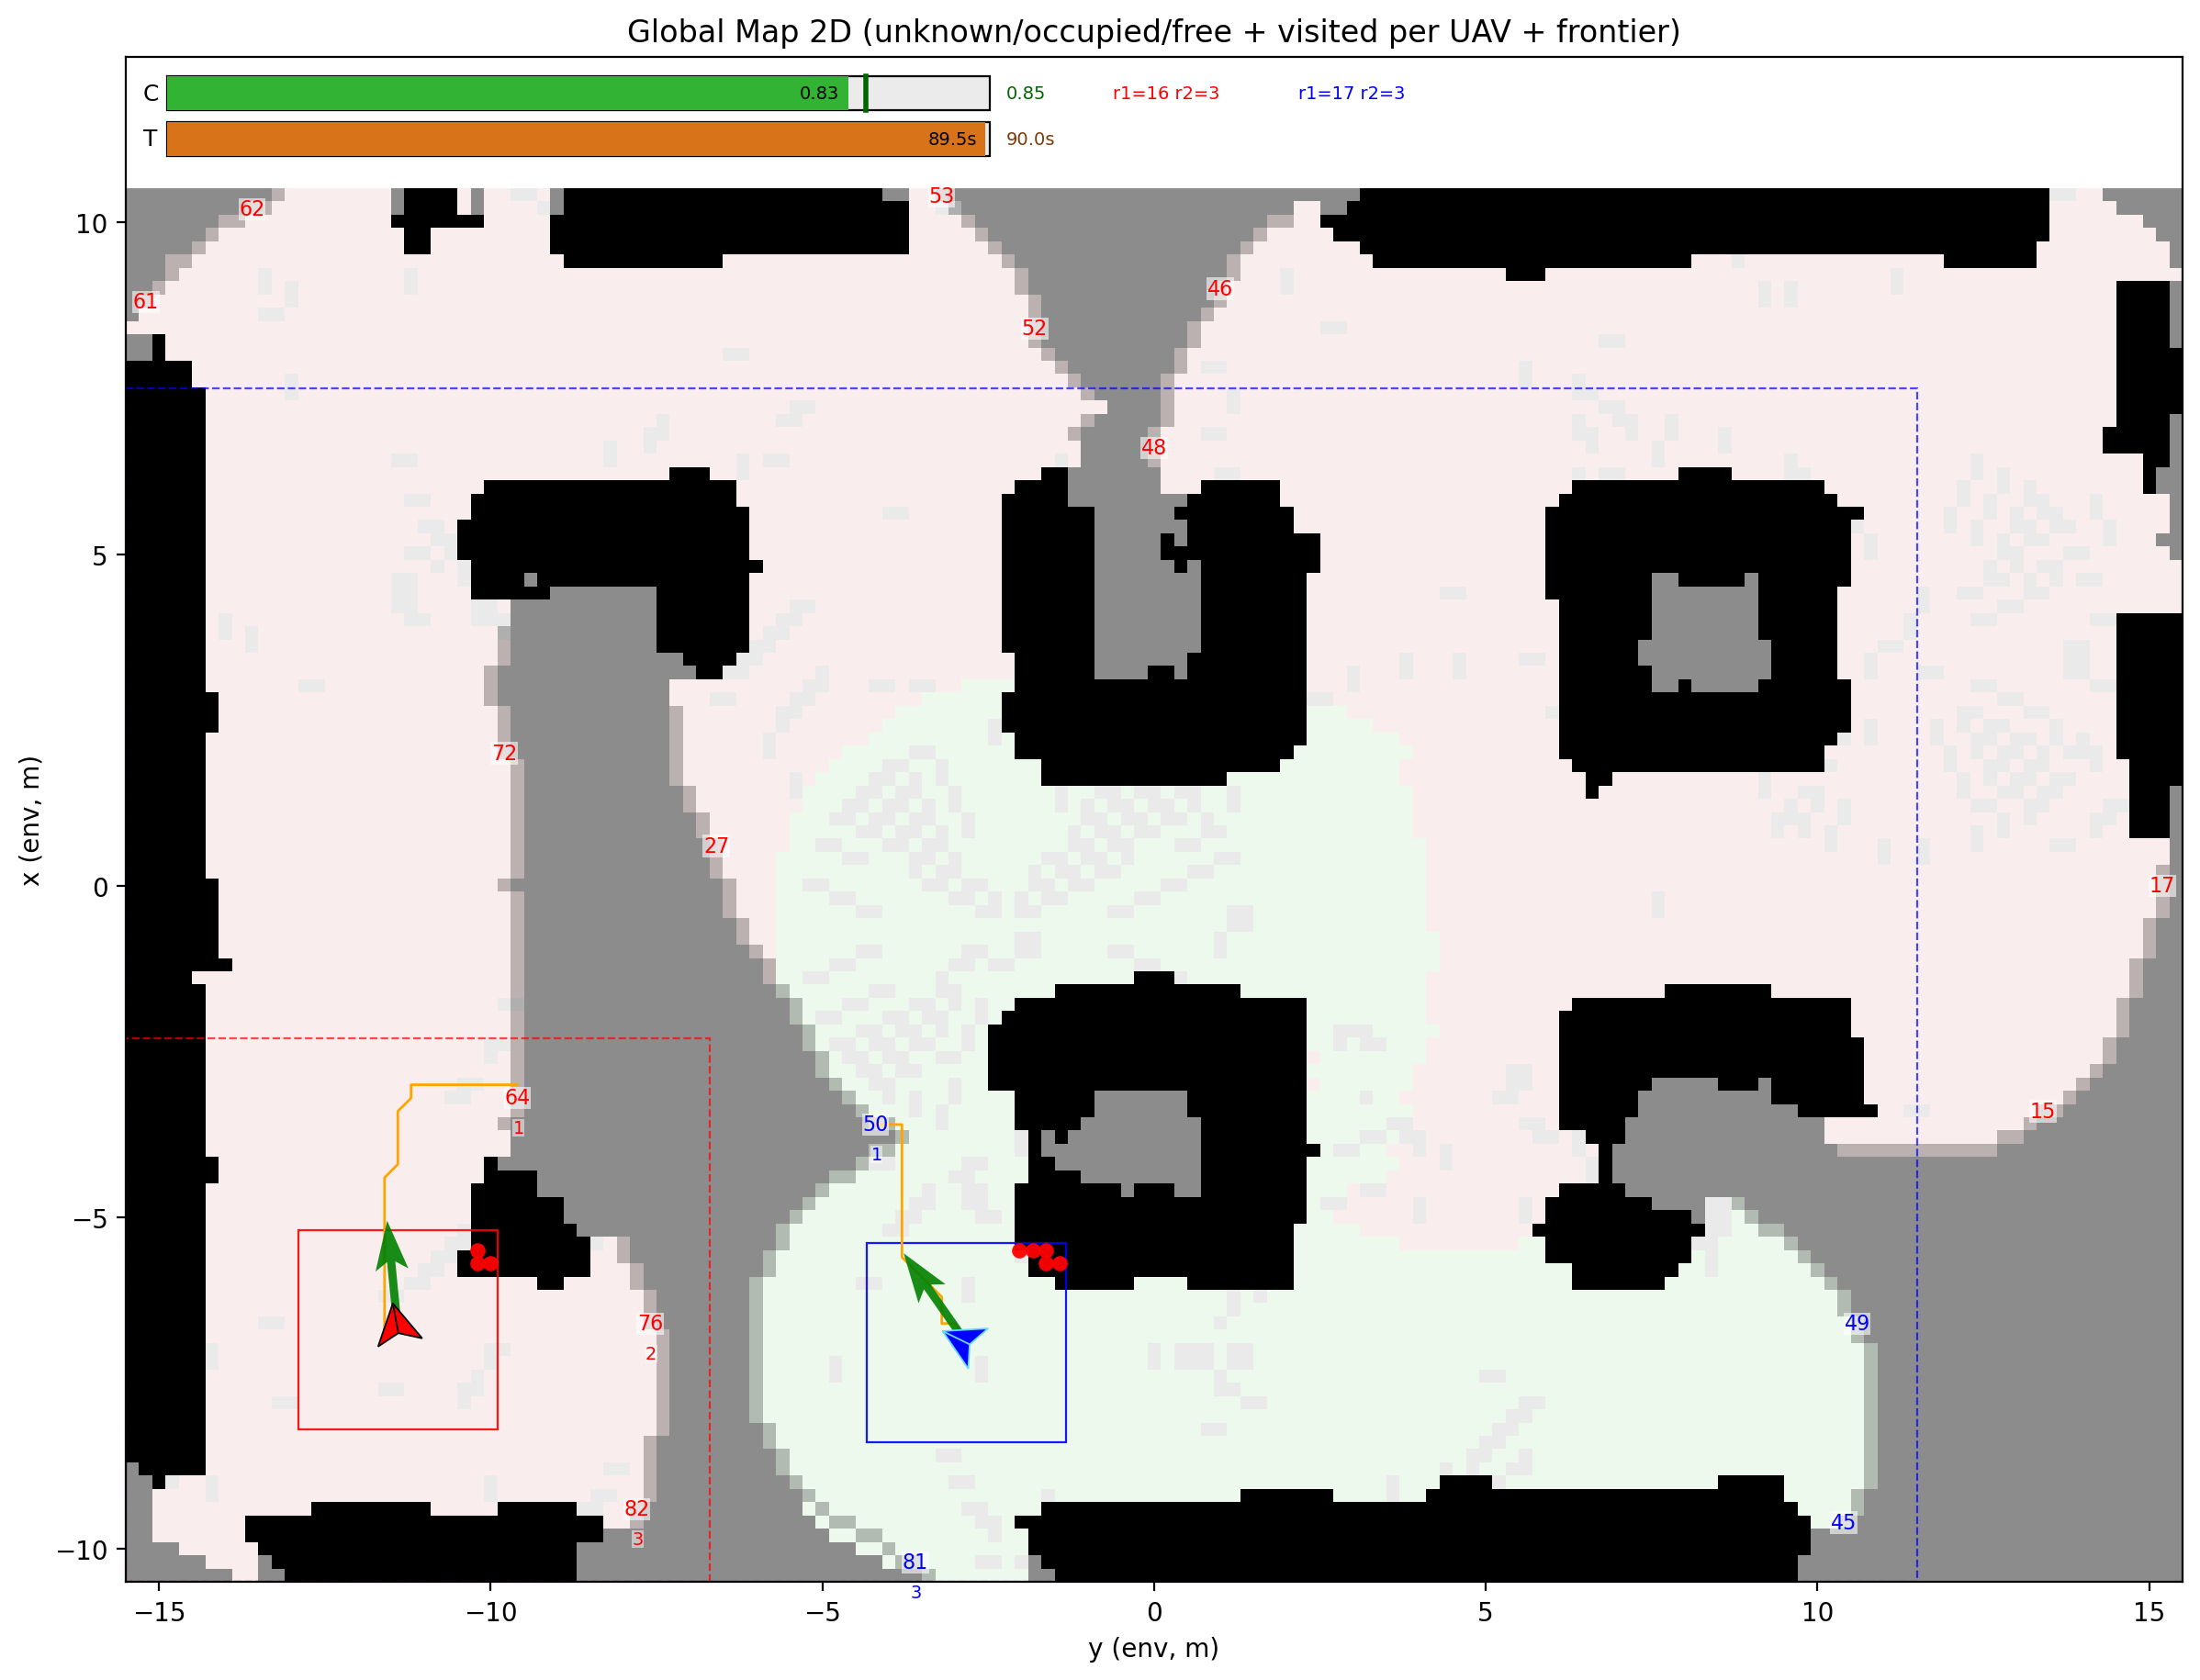 Global Map 2D (unknown/occupied/free + visited per UAV + frontier)
C 0.83 0.85 r1=16 r2=3 r1=17 r2=3
T 89.5s 90.0s
62 53
10
61 46
52
48
5
72
27
0 17
64 50 15
1 1
−5
76 49
2
82 45
3
−10 81
3
−15 −10 −5 0 5 10 15
y (env, m)
x (env, m)